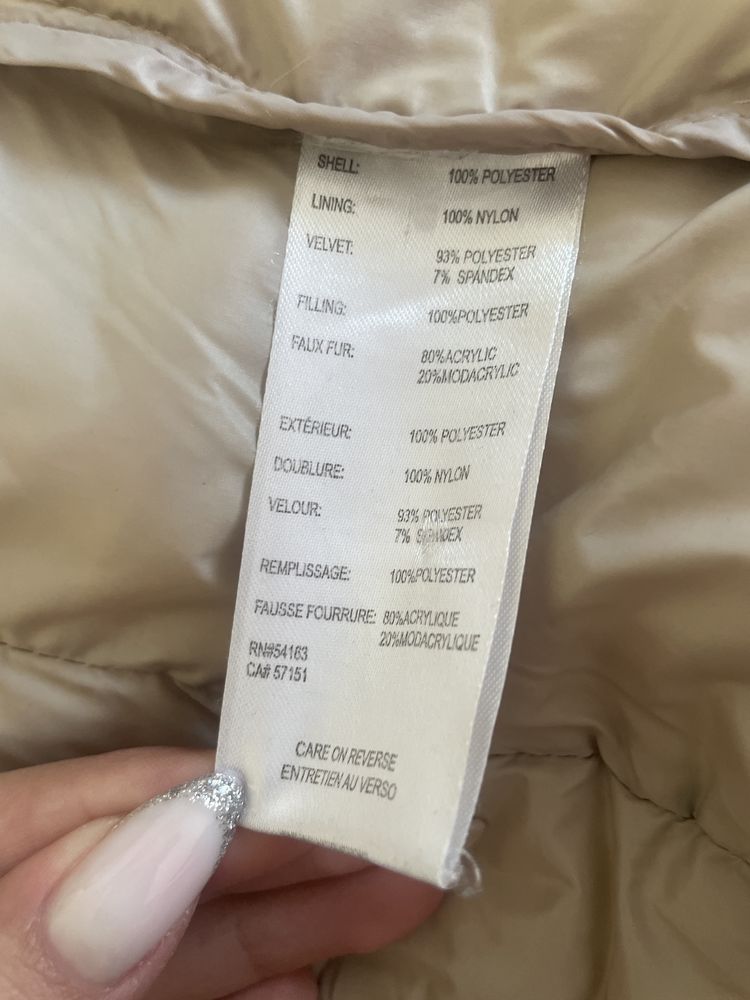 SHELL: 100% POLYESTER
LINING: 100% NYLON
VELVET: 93% POLYESTER
7% SPANDEX
FILLING: 100%POLYESTER
FAUX FUR: 80%ACRYLIC
20%MODACRYLIC
EXTÉRIEUR: 100% POLYESTER
DOUBLURE: 100% NYLON
VELOUR: 93% POLYESTER
7% SPANDEX
REMPLISSAGE: 100%POLYESTER
FAUSSE FOURRURE: 80%ACRYLIQUE
20%MODACRYLIQUE
RN#54163
CA# 57151
CARE ON REVERSE
ENTRETIEN AU VERSO